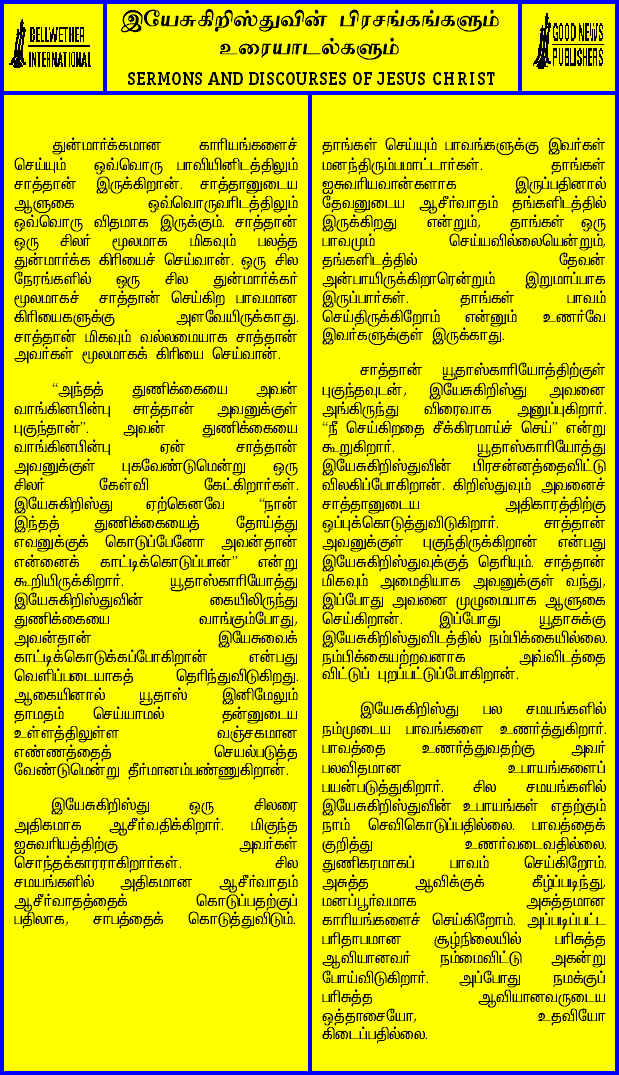 BELLWETHER
INTERNATIONAL
இயேசுகிறிஸ்துவின் பிரசங்கங்களும்
உரையாடல்களும்
SERMONS AND DISCOURSES OF JESUS CHRIST
GOOD NEWS
PUBLISHERS
துன்மார்க்கமான காரியங்களைச்
செய்யும் ஒவ்வொரு பாவியினிடத்திலும்
சாத்தான் இருக்கிறான். சாத்தானுடைய
ஆளுகை ஒவ்வொருவரிடத்திலும்
ஒவ்வொரு விதமாக இருக்கும். சாத்தான்
ஒரு சிலர் மூலமாக மிகவும் பலத்த
துன்மார்க்க கிரியைச் செய்வான். ஒரு சில
நேரங்களில் ஒரு சில துன்மார்க்கர்
மூலமாகச் சாத்தான் செய்கிற பாவமான
கிரியைகளுக்கு அளவேயிருக்காது.
சாத்தான் மிகவும் வல்லமையாக சாத்தான்
அவர்கள் மூலமாகக் கிரியை செய்வான்.
“அந்தத் துணிக்கையை அவன்
வாங்கினபின்பு சாத்தான் அவனுக்குள்
புகுந்தான்”. அவன் துணிக்கையை
வாங்கினபின்பு ஏன் சாத்தான்
அவனுக்குள் புகவேண்டுமென்று ஒரு
சிலர் கேள்வி கேட்கிறார்கள்.
இயேசுகிறிஸ்து ஏற்கெனவே “நான்
இந்தத் துணிக்கையைத் தோய்த்து
எவனுக்குக் கொடுப்பேனோ அவன்தான்
என்னைக் காட்டிக்கொடுப்பான்” என்று
கூறியிருக்கிறார். யூதாஸ்காரியோத்து
இயேசுகிறிஸ்துவின் கையிலிருந்து
துணிக்கையை வாங்கும்போது,
அவன்தான் இயேசுவைக்
காட்டிக்கொடுக்கப்போகிறான் என்பது
வெளிப்படையாகத் தெரிந்துவிடுகிறது.
ஆகையினால் யூதாஸ் இனிமேலும்
தாமதம் செய்யாமல் தன்னுடைய
உள்ளத்திலுள்ள வஞ்சகமான
எண்ணத்தைத் செயல்படுத்த
வேண்டுமென்று தீர்மானம்பண்ணுகிறான்.
இயேசுகிறிஸ்து ஒரு சிலரை
அதிகமாக ஆசீர்வதிக்கிறார். மிகுந்த
ஐசுவரியத்திற்கு அவர்கள்
சொந்தக்காரராகிறார்கள். சில
சமயங்களில் அதிகமான ஆசீர்வாதம்
ஆசீர்வாதத்தைக் கொடுப்பதற்குப்
பதிலாக, சாபத்தைக் கொடுத்துவிடும்.
தாங்கள் செய்யும் பாவங்களுக்கு இவர்கள்
மனந்திரும்பமாட்டார்கள். தாங்கள்
ஐசுவரியவான்களாக இருப்பதினால்
தேவனுடைய ஆசீர்வாதம் தங்களிடத்தில்
இருக்கிறது என்றும், தாங்கள் ஒரு
பாவமும் செய்யவில்லையென்றும்,
தங்களிடத்தில் தேவன்
அன்பாயிருக்கிறாரென்றும் இறுமாப்பாக
இருப்பார்கள். தாங்கள் பாவம்
செய்திருக்கிறோம் என்னும் உணர்வே
இவர்களுக்குள் இருக்காது.
சாத்தான் யூதாஸ்காரியோத்திற்குள்
புகுந்தவுடன், இயேசுகிறிஸ்து அவனை
அங்கிருந்து விரைவாக அனுப்புகிறார்.
“நீ செய்கிறதை சீக்கிரமாய்ச் செய்” என்று
கூறுகிறார். யூதாஸ்காரியோத்து
இயேசுகிறிஸ்துவின் பிரசன்னத்தைவிட்டு
விலகிப்போகிறான். கிறிஸ்துவும் அவனைச்
சாத்தானுடைய அதிகாரத்திற்கு
ஒப்புக்கொடுத்துவிடுகிறார். சாத்தான்
அவனுக்குள் புகுந்திருக்கிறான் என்பது
இயேசுகிறிஸ்துவுக்குத் தெரியும். சாத்தான்
மிகவும் அமைதியாக அவனுக்குள் வந்து,
இப்போது அவனை முழுமையாக ஆளுகை
செய்கிறான். இப்போது யூதாசுக்கு
இயேசுகிறிஸ்துவிடத்தில் நம்பிக்கையில்லை.
நம்பிக்கையற்றவனாக அவ்விடத்தை
விட்டுப் புறப்பட்டுப்போகிறான்.
இயேசுகிறிஸ்து பல சமயங்களில்
நம்முடைய பாவங்களை உணர்த்துகிறார்.
பாவத்தை உணர்த்துவதற்கு அவர்
பலவிதமான உபாயங்களைப்
பயன்படுத்துகிறார். சில சமயங்களில்
இயேசுகிறிஸ்துவின் உபாயங்கள் எதற்கும்
நாம் செவிகொடுப்பதில்லை. பாவத்தைக்
குறித்து உணர்வடைவதில்லை.
துணிகரமாகப் பாவம் செய்கிறோம்.
அசுத்த ஆவிக்குக் கீழ்ப்படிந்து,
மனப்பூர்வமாக அசுத்தமான
காரியங்களைச் செய்கிறோம். அப்படிப்பட்ட
பரிதாபமான சூழ்நிலையில் பரிசுத்த
ஆவியானவர் நம்மைவிட்டு அகன்று
போய்விடுகிறார். அப்போது நமக்குப்
பரிசுத்த ஆவியானவருடைய
ஒத்தாசையோ, உதவியோ
கிடைப்பதில்லை.